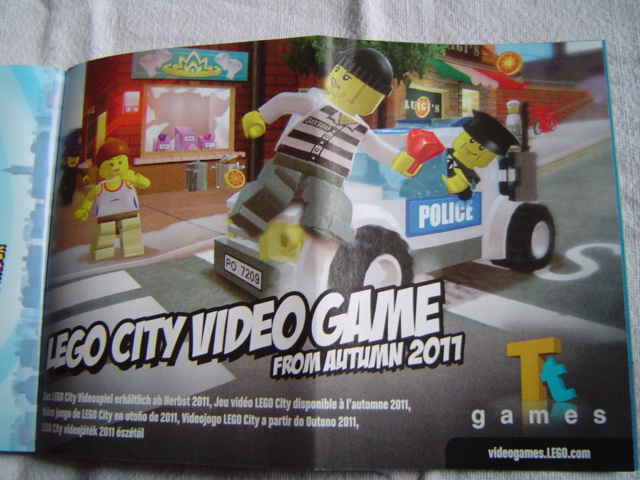 LUIGI'S
POLICE
PO 7209
LEGO CITY VIDEO GAME
FROM AUTUMN 2011
Das LEGO City Videospiel erhältlich ab Herbst 2011, Jeu vidéo LEGO City disponible à l'automne 2011,
Video juego de LEGO City en otoño de 2011, Videojogo LEGO City a partir do Outono 2011,
LEGO City videójáték 2011 őszétől
Tt
games
videogames.LEGO.com